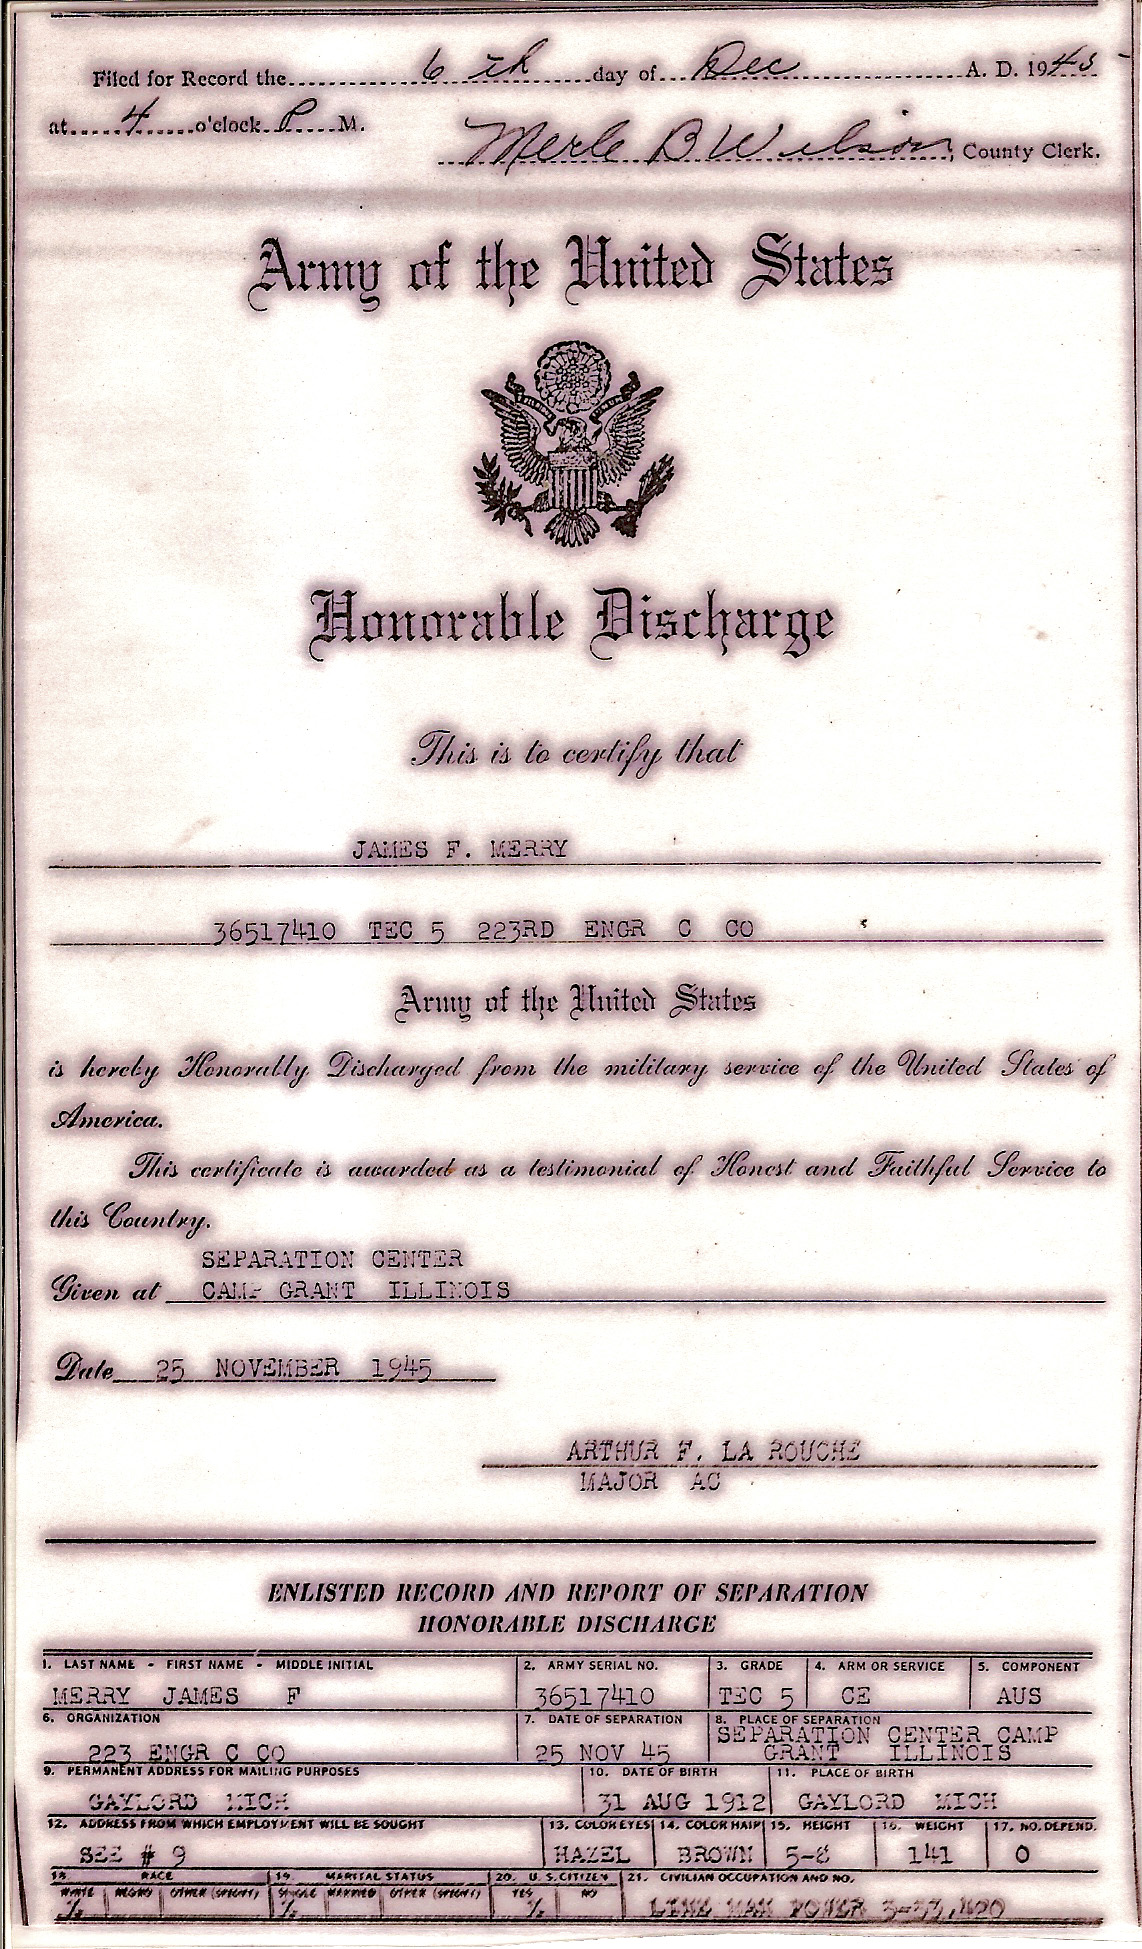 Filed for Record the 6th day of Dec A. D. 1945
at 4 o'clock P M.
Merle B Wilson, County Clerk.
Army of the United States
Honorable Discharge
This is to certify that
JAMES F. MERRY
36517410 TEC 5 223RD ENGR C CO
Army of the United States
is hereby Honorably Discharged from the military service of the United States of
America.
This certificate is awarded as a testimonial of Honest and Faithful Service to
this Country.
SEPARATION CENTER
Given at CAMP GRANT ILLINOIS
Date 25 NOVEMBER 1945
ARTHUR F. LA ROUCHE
MAJOR AC
ENLISTED RECORD AND REPORT OF SEPARATION
HONORABLE DISCHARGE
1. LAST NAME - FIRST NAME - MIDDLE INITIAL 2. ARMY SERIAL NO. 3. GRADE 4. ARM OR SERVICE 5. COMPONENT
MERRY JAMES F 36517410 TEC 5 CE AUS
6. ORGANIZATION 7. DATE OF SEPARATION 8. PLACE OF SEPARATION
SEPARATION CENTER CAMP
223 ENGR C CO 25 NOV 45 GRANT ILLINOIS
9. PERMANENT ADDRESS FOR MAILING PURPOSES 10. DATE OF BIRTH 11. PLACE OF BIRTH
GAYLORD MICH 31 AUG 1912 GAYLORD MICH
12. ADDRESS FROM WHICH EMPLOYMENT WILL BE SOUGHT 13. COLOR EYES 14. COLOR HAIR 15. HEIGHT 16. WEIGHT 17. NO. DEPEND.
SEE # 9 HAZEL BROWN 5-8 141 0
18. RACE 19. MARITAL STATUS 20. U.S. CITIZEN 21. CIVILIAN OCCUPATION AND NO.
WHITE NEGRO OTHER (SPECIFY) SINGLE MARRIED OTHER (SPECIFY) YES NO
LINE MAN POWER